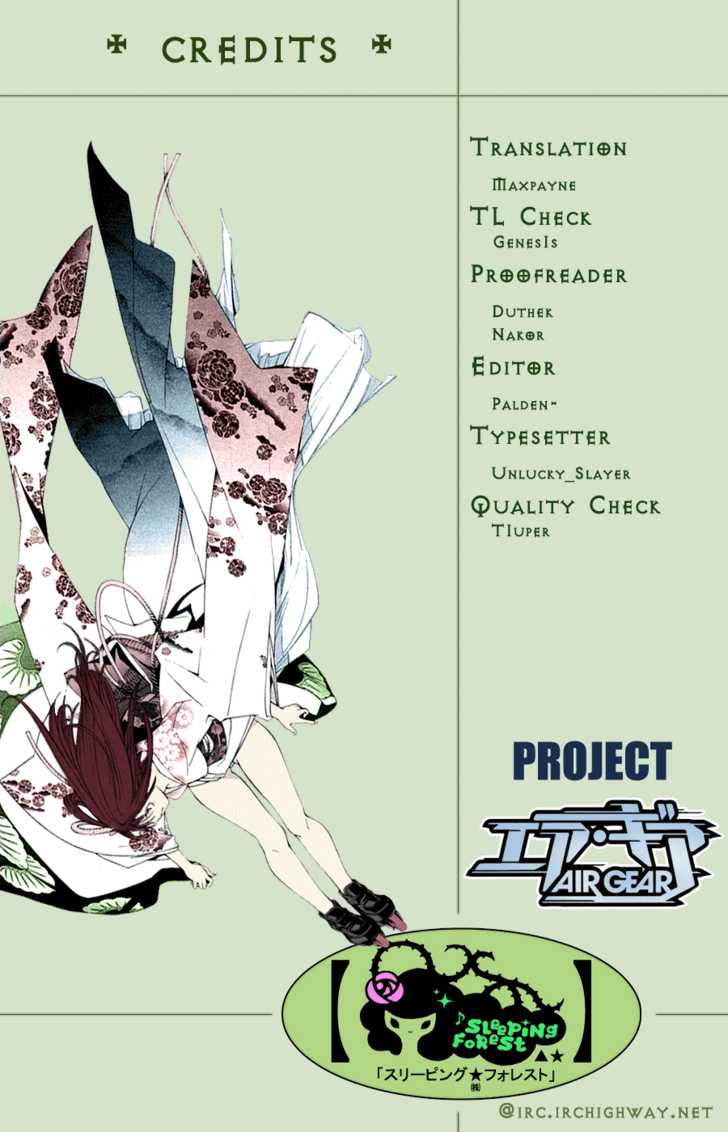 ✠ CREDITS ✠
TRANSLATION
MAXPAYNE
TL CHECK
GENESIS
PROOFREADER
DUTHEK
NAKOR
EDITOR
PALDEN~
TYPESETTER
UNLUCKY_SLAYER
QUALITY CHECK
TIUPER
PROJECT
エア・ギア
AIR GEAR
【 ♪SLeePiNg
FoReSt ▲★ 】
「スリーピング★フォレスト」
㈱
@IRC.IRCHIGHWAY.NET